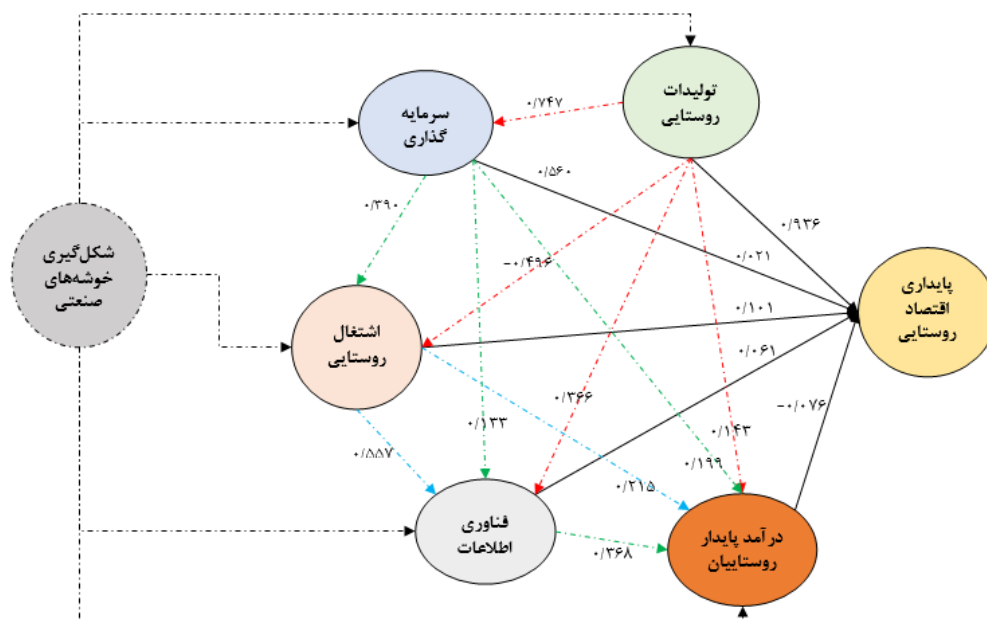 تولیدات
روستایی
سرمایه
گذاری
۰/۷۴۷
۰/۵۶۰
۰/۳۹۰
۰/۹۳۶
شکل‌گیری
خوشه‌های
صنعتی
-۰/۴۹۶
۰/۰۲۱
پایداری
اقتصاد
روستایی
اشتغال
روستایی
۰/۱۰۱
۰/۰۶۱
۰/۳۶۶
-۰/۰۷۶
۰/۱۳۳
۰/۱۴۳
۰/۵۵۷
۰/۱۹۹
۰/۲۱۵
فناوری
اطلاعات
درآمد پایدار
روستاییان
۰/۳۶۸